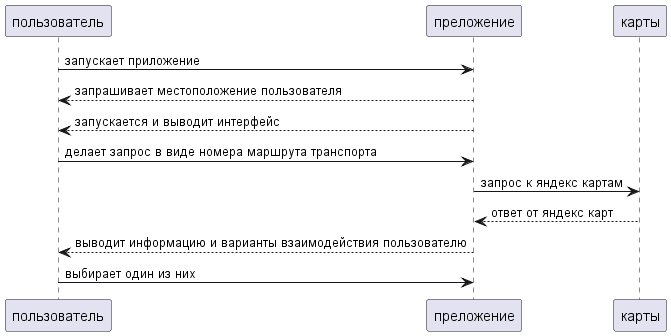 пользователь
преложение
карты
запускает приложение
запрашивает местоположение пользователя
запускается и выводит интерфейс
делает запрос в виде номера маршрута транспорта
запрос к яндекс картам
ответ от яндекс карт
выводит информацию и варианты взаимодействия пользователю
выбирает один из них
пользователь
преложение
карты